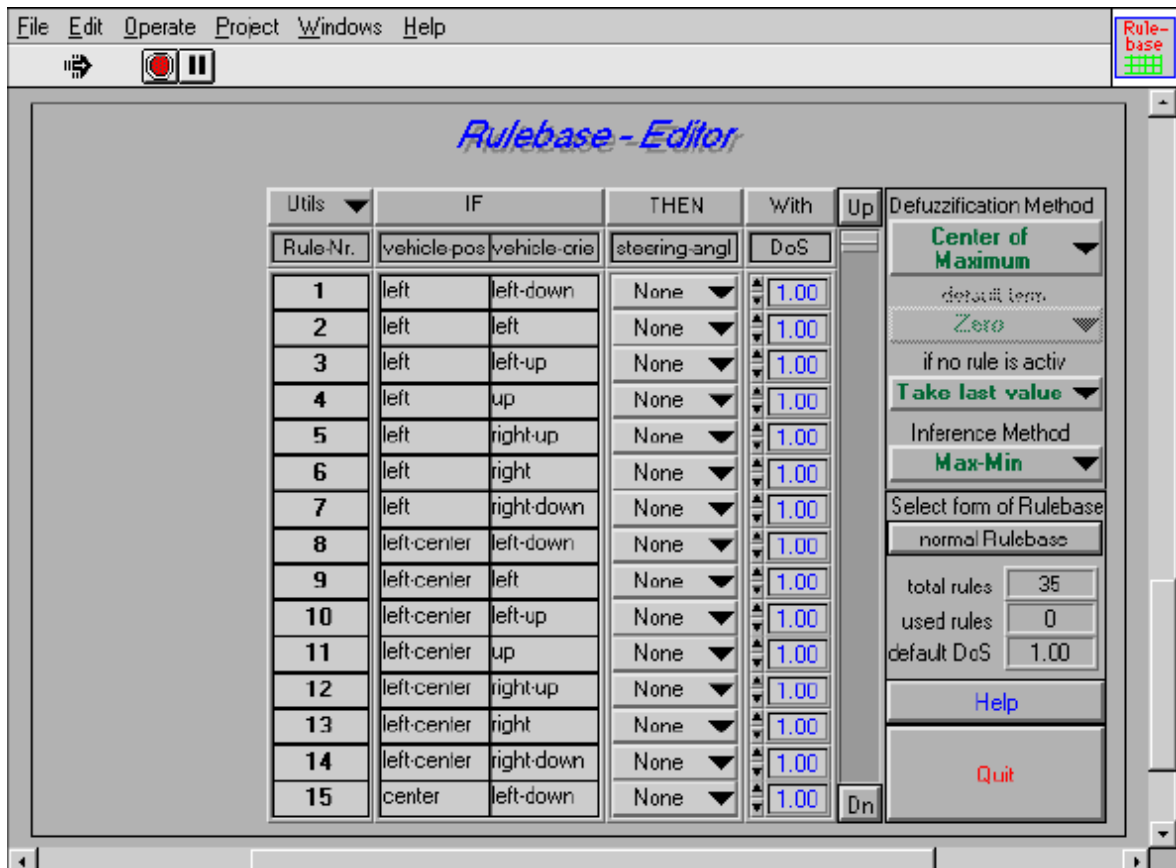 File Edit Operate Project Windows Help
Rule-
base
Rulebase - Editor
Utils IF THEN With Up
Rule-Nr. vehicle-pos vehicle-orie steering-angl DoS
1 left left-down None 1.00
2 left left None 1.00
3 left left-up None 1.00
4 left up None 1.00
5 left right-up None 1.00
6 left right None 1.00
7 left right-down None 1.00
8 left-center left-down None 1.00
9 left-center left None 1.00
10 left-center left-up None 1.00
11 left-center up None 1.00
12 left-center right-up None 1.00
13 left-center right None 1.00
14 left-center right-down None 1.00
15 center left-down None 1.00
Dn
Defuzzification Method
Center of
Maximum
default term
Zero
if no rule is activ
Take last value
Inference Method
Max-Min
Select form of Rulebase
normal Rulebase
total rules 35
used rules 0
default DoS 1.00
Help
Quit